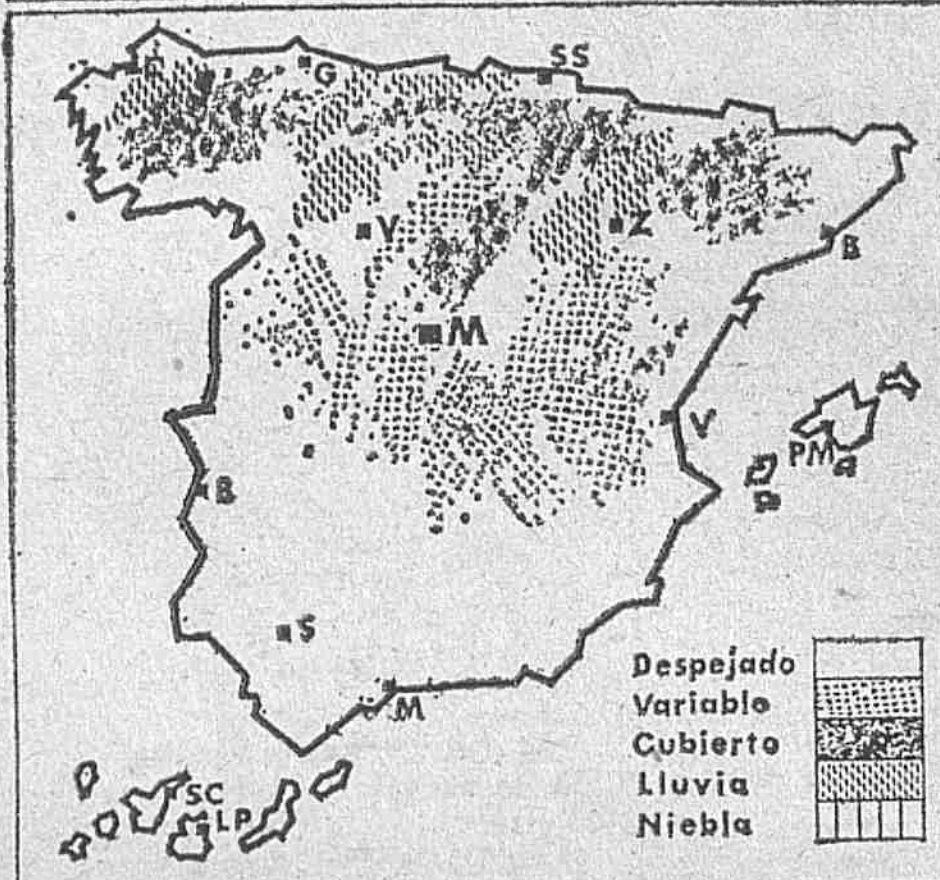 SS
G
V
Z
B
M
V
PM
B
S
M
SC
LP
Despejado
Variable
Cubierto
Lluvia
Niebla